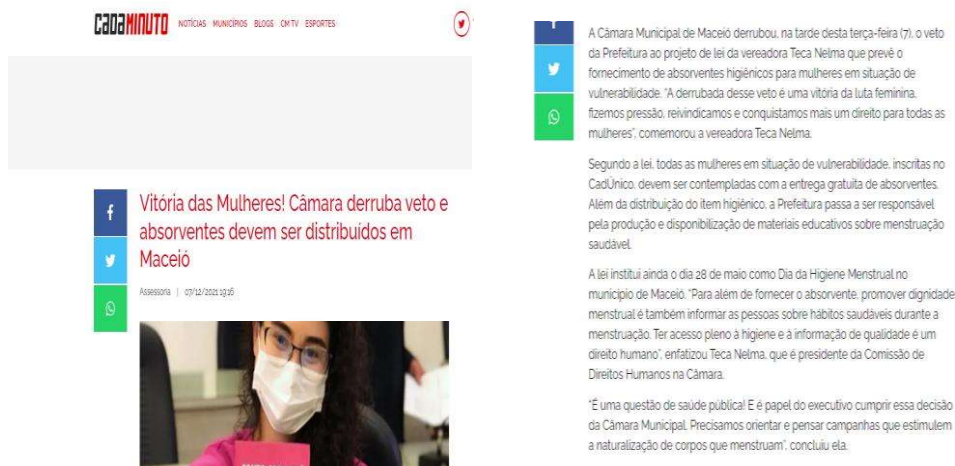 CADAMINUTO
NOTÍCIAS MUNICÍPIOS BLOGS CM TV ESPORTES
Vitória das Mulheres! Câmara derruba veto e
absorventes devem ser distribuídos em
Maceió
Assessoria | 07/12/2021 19:16
A Câmara Municipal de Maceió derrubou, na tarde desta terça-feira (7), o veto
da Prefeitura ao projeto de lei da vereadora Teca Nelma que prevê o
fornecimento de absorventes higiênicos para mulheres em situação de
vulnerabilidade. "A derrubada desse veto é uma vitória da luta feminina,
fizemos pressão, reivindicamos e conquistamos mais um direito para todas as
mulheres", comemorou a vereadora Teca Nelma.
Segundo a lei, todas as mulheres em situação de vulnerabilidade, inscritas no
CadÚnico, devem ser contempladas com a entrega gratuita de absorventes.
Além da distribuição do item higiênico, a Prefeitura passa a ser responsável
pela produção e disponibilização de materiais educativos sobre menstruação
saudável.
A lei institui ainda o dia 28 de maio como Dia da Higiene Menstrual no
município de Maceió. "Para além de fornecer o absorvente, promover dignidade
menstrual é também informar as pessoas sobre hábitos saudáveis durante a
menstruação. Ter acesso pleno à higiene e à informação de qualidade é um
direito humano", enfatizou Teca Nelma, que é presidente da Comissão de
Direitos Humanos na Câmara.
"É uma questão de saúde pública! E é papel do executivo cumprir essa decisão
da Câmara Municipal. Precisamos orientar e pensar campanhas que estimulem
a naturalização de corpos que menstruam", concluiu ela.